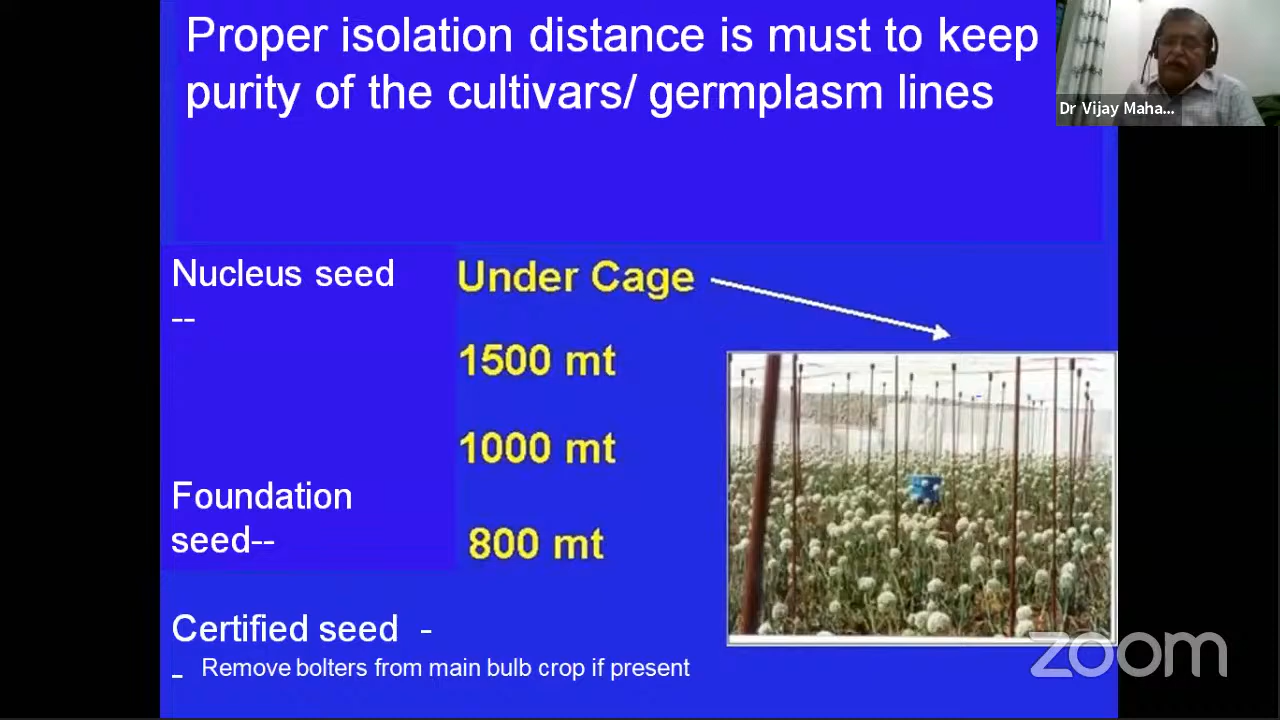 Proper isolation distance is must to keep
purity of the cultivars/ germplasm lines
Dr Vijay Maha...
Nucleus seed
--
Under Cage
1500 mt
1000 mt
Foundation
seed--
800 mt
Certified seed -
- Remove bolters from main bulb crop if present
zoom